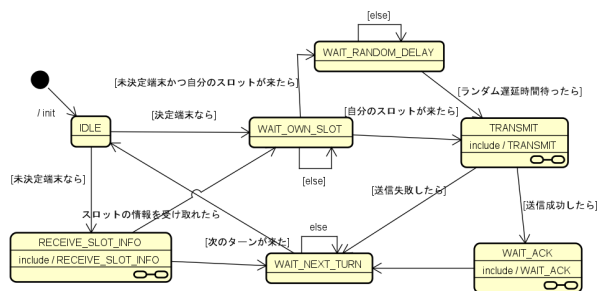 [else]
WAIT_RANDOM_DELAY
[未決定端末かつ自分のスロットが来たら]
[ランダム遅延時間待ったら]
/ init
IDLE
[決定端末なら]
WAIT_OWN_SLOT
[自分のスロットが来たら]
TRANSMIT
include / TRANSMIT
[else]
[未決定端末なら]
[送信失敗したら]
[送信成功したら]
スロットの情報を受け取れたら
RECEIVE_SLOT_INFO
include / RECEIVE_SLOT_INFO
[次のターンが来た]
else
WAIT_NEXT_TURN
WAIT_ACK
include / WAIT_ACK